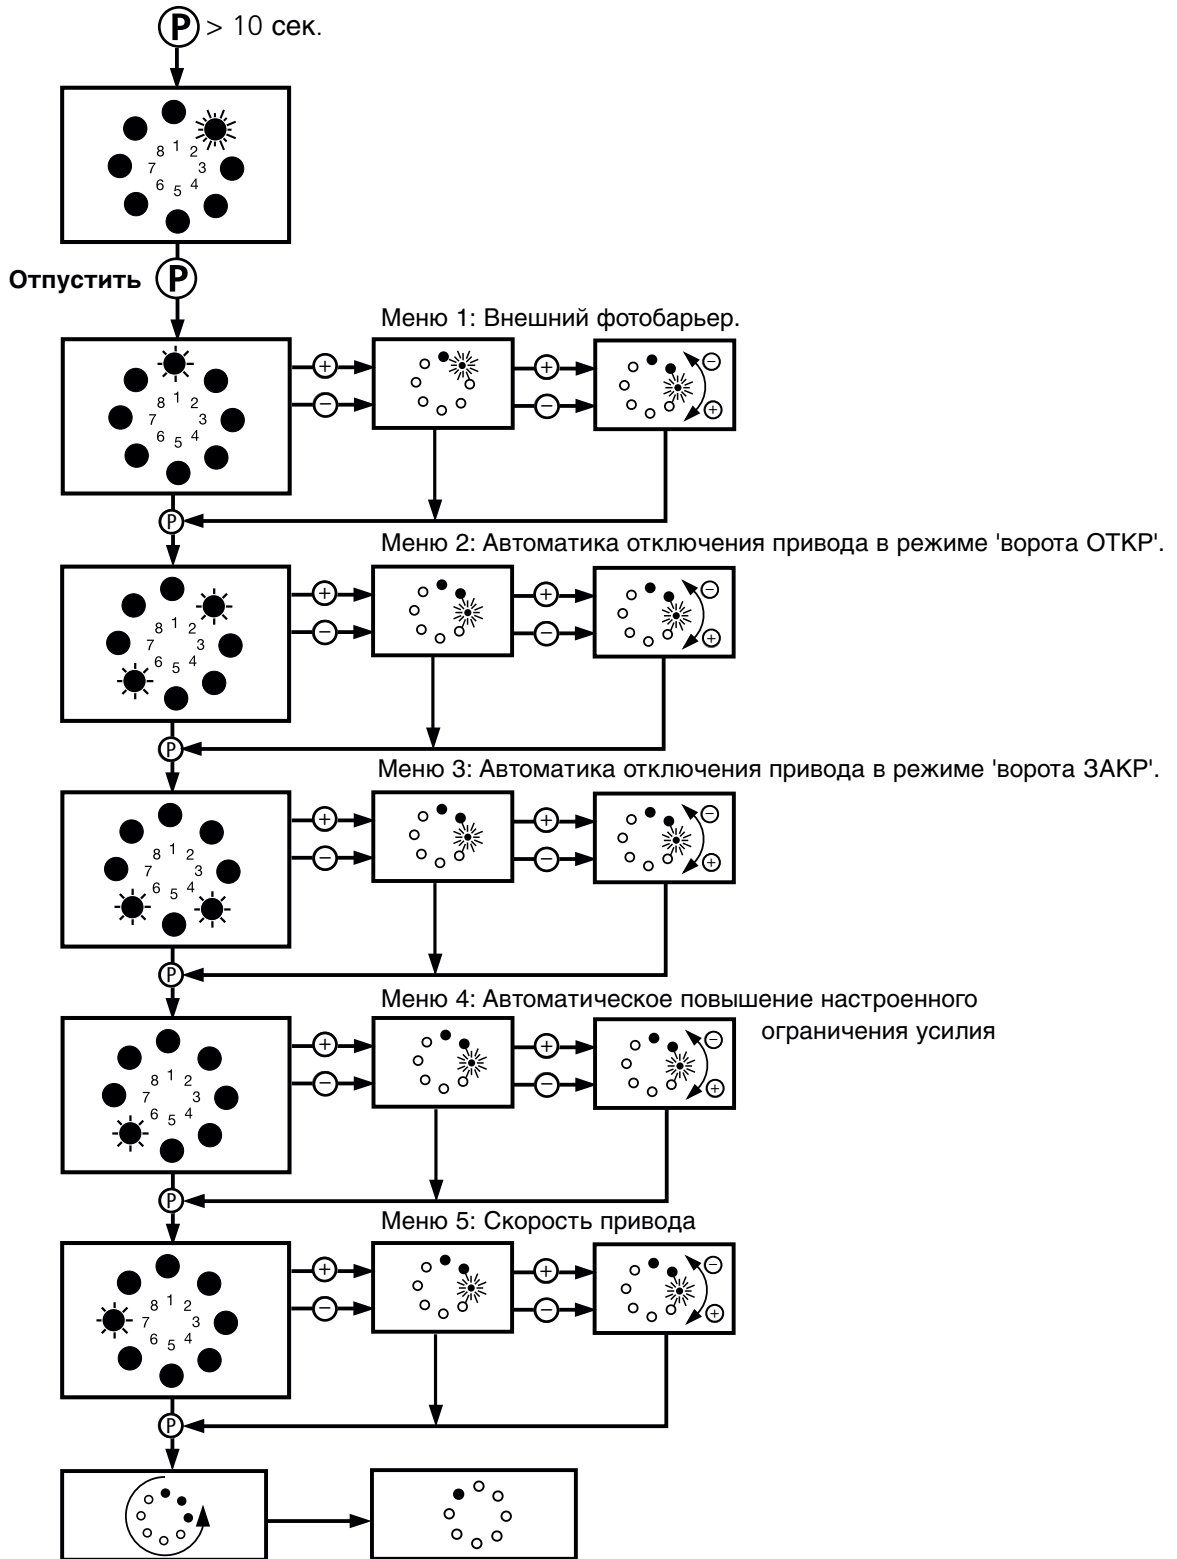 P > 10 сек.
8 1 2
7 3
6 5 4
Отпустить P
Меню 1: Внешний фотобарьер.
8 1 2
7 3
6 5 4
+ + −
− − +
P
Меню 2: Автоматика отключения привода в режиме 'ворота ОТКР'.
8 1 2
7 3
6 5 4
+ + −
− − +
P
Меню 3: Автоматика отключения привода в режиме 'ворота ЗАКР'.
8 1 2
7 3
6 5 4
+ + −
− − +
P
Меню 4: Автоматическое повышение настроенного
ограничения усилия
8 1 2
7 3
6 5 4
+ + −
− − +
P
Меню 5: Скорость привода
8 1 2
7 3
6 5 4
+ + −
− − +
P